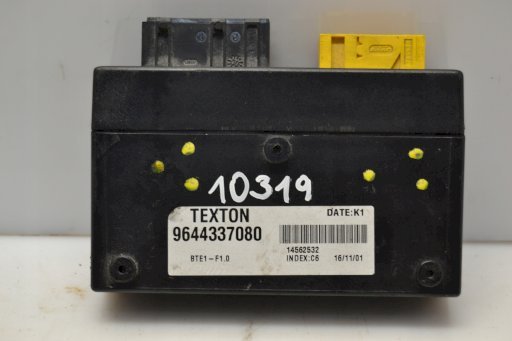 10319
TEXTON DATE:K1
9644337080
14562532
BTE1-F1.0 INDEX:C6 16/11/01